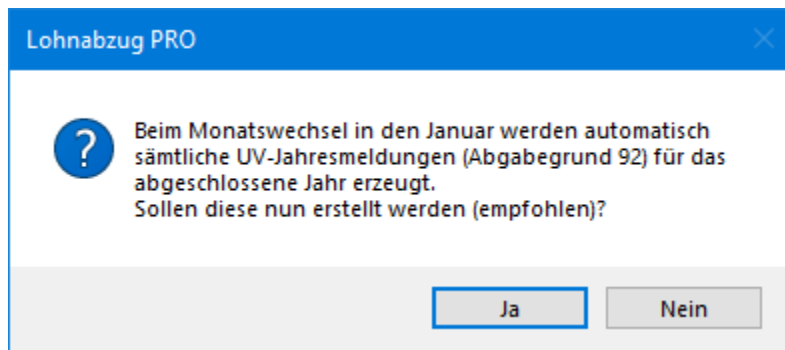 Lohnabzug PRO
Beim Monatswechsel in den Januar werden automatisch
sämtliche UV-Jahresmeldungen (Abgabegrund 92) für das
abgeschlossene Jahr erzeugt.
Sollen diese nun erstellt werden (empfohlen)?
Ja
Nein